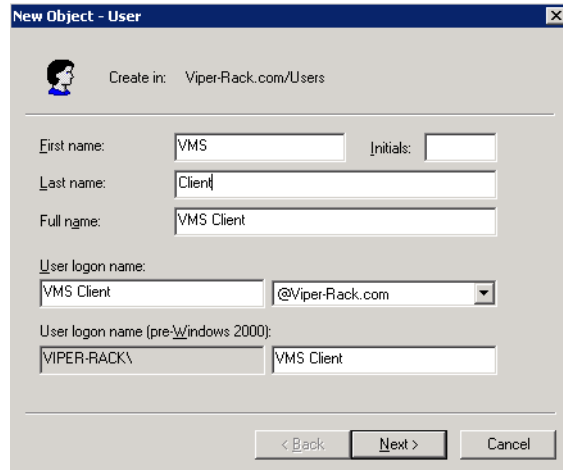 New Object - User
Create in: Viper-Rack.com/Users
First name: VMS Initials:
Last name: Client
Full name: VMS Client
User logon name:
VMS Client @Viper-Rack.com
User logon name (pre-Windows 2000):
VIPER-RACK\ VMS Client
< Back Next > Cancel